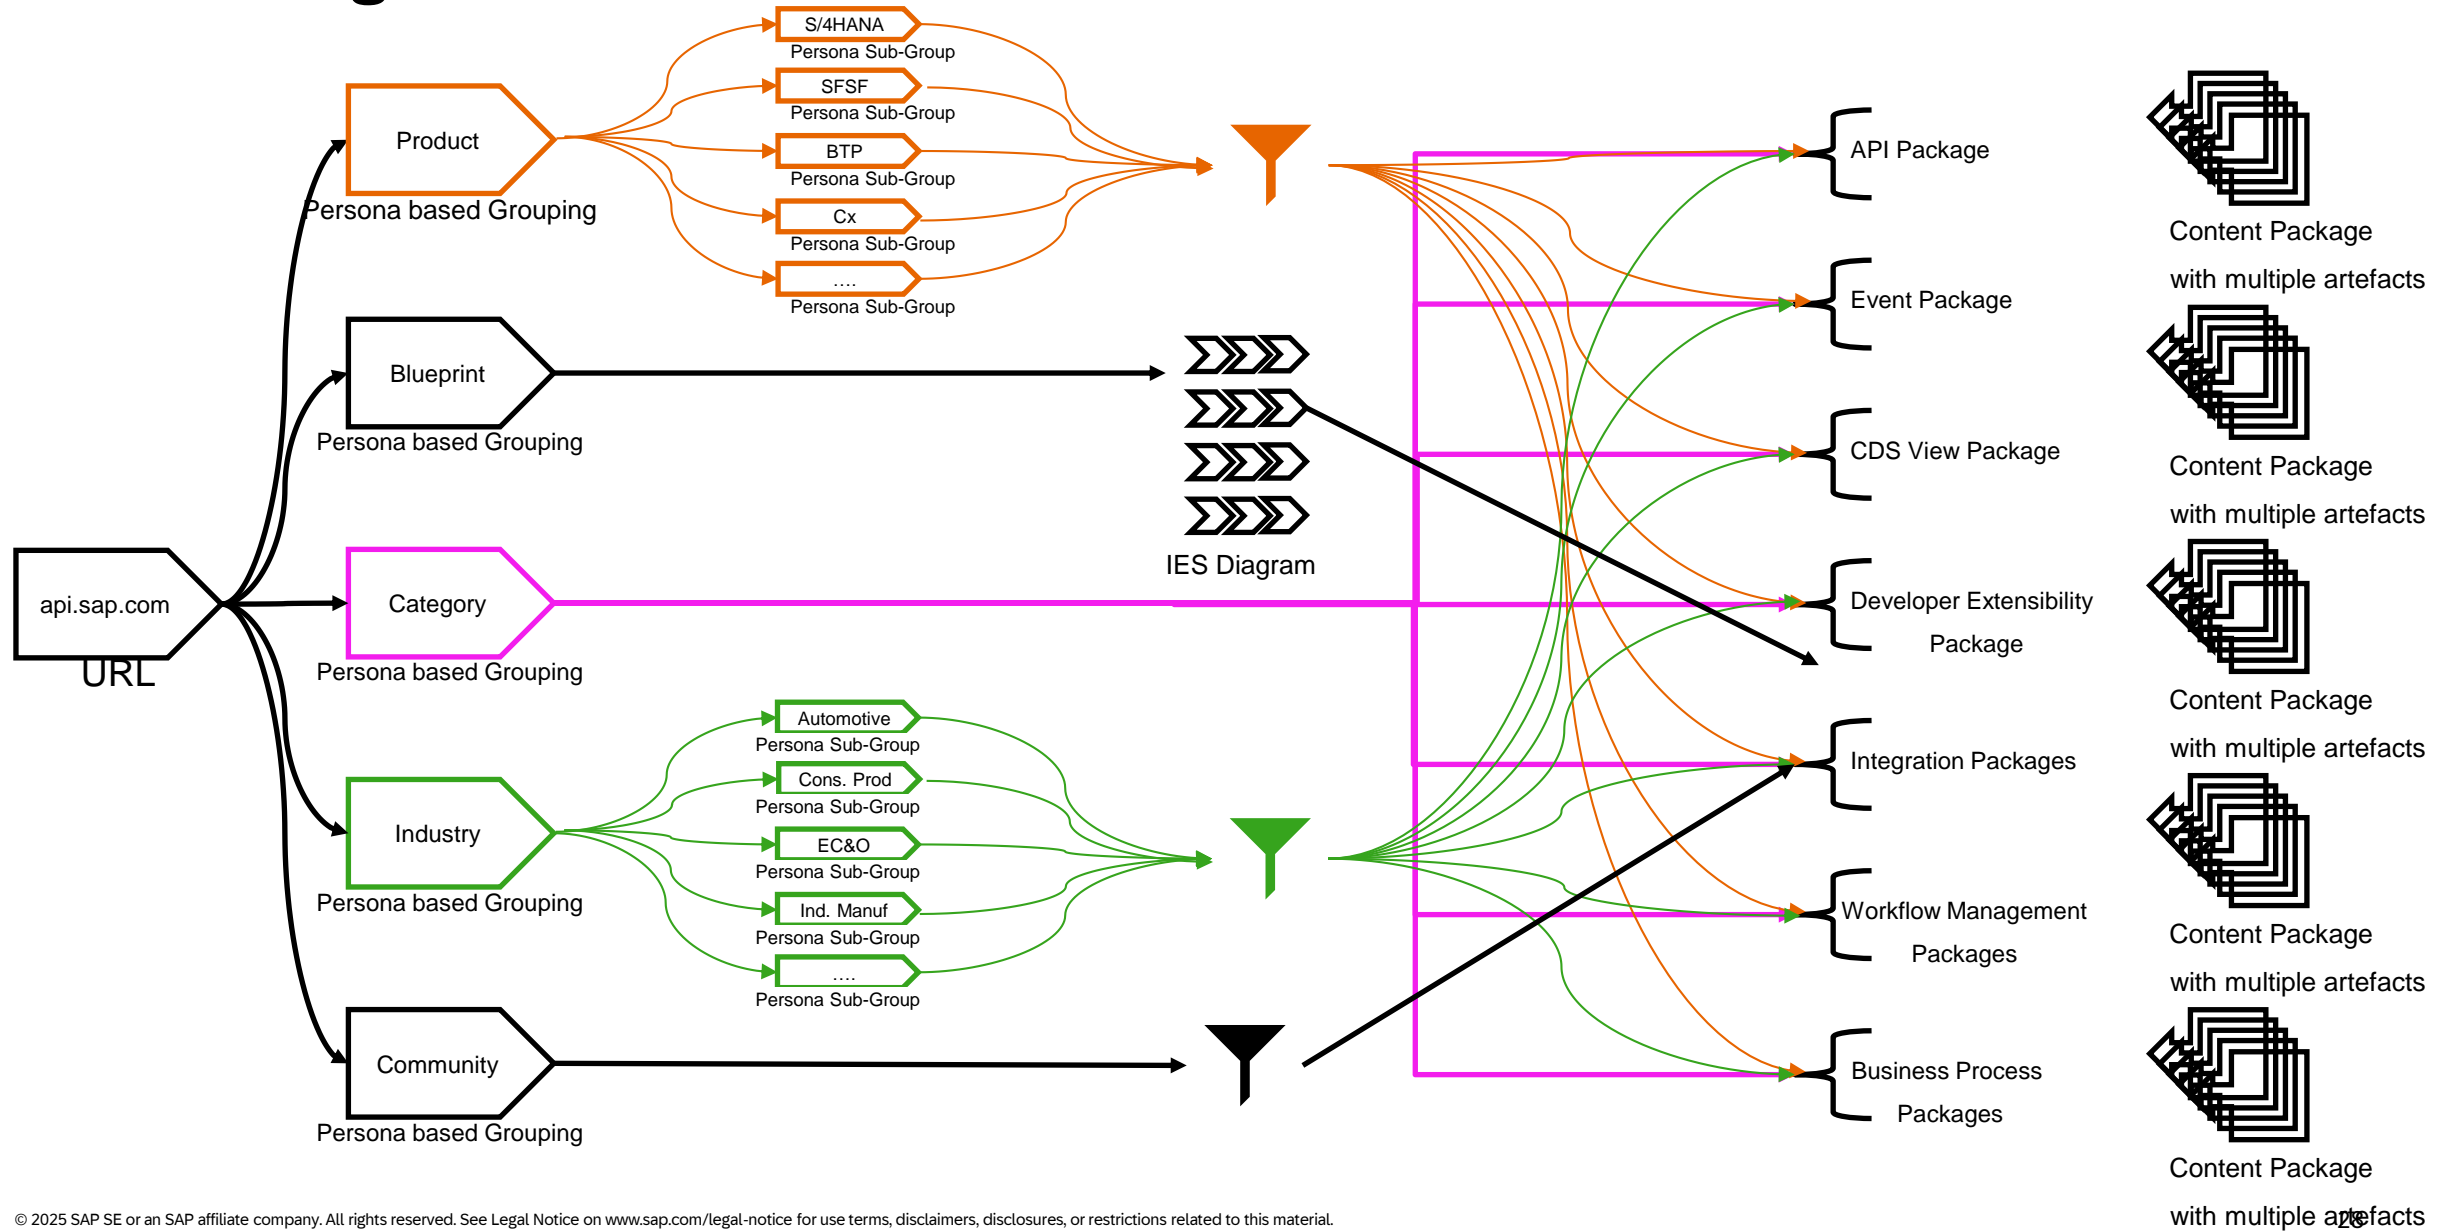 g
S/4HANA
Persona Sub-Group
SFSF
Persona Sub-Group
BTP
Persona Sub-Group
Cx
Persona Sub-Group
....
Persona Sub-Group
Product
Persona based Grouping
Blueprint
Persona based Grouping
IES Diagram
api.sap.com
URL
Category
Persona based Grouping
Automotive
Persona Sub-Group
Cons. Prod
Persona Sub-Group
EC&O
Persona Sub-Group
Ind. Manuf
Persona Sub-Group
....
Persona Sub-Group
Industry
Persona based Grouping
Community
Persona based Grouping
API Package
Event Package
CDS View Package
Developer Extensibility
Package
Integration Packages
Workflow Management
Packages
Business Process
Packages
Content Package
with multiple artefacts
Content Package
with multiple artefacts
Content Package
with multiple artefacts
Content Package
with multiple artefacts
Content Package
with multiple artefacts
© 2025 SAP SE or an SAP affiliate company. All rights reserved. See Legal Notice on www.sap.com/legal-notice for use terms, disclaimers, disclosures, or restrictions related to this material.